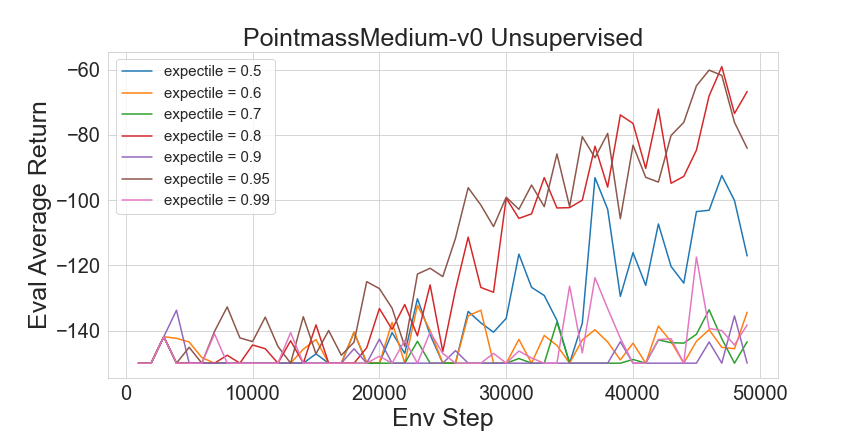 PointmassMedium-v0 Unsupervised
Eval Average Return
−60
−80
−100
−120
−140
expectile = 0.5
expectile = 0.6
expectile = 0.7
expectile = 0.8
expectile = 0.9
expectile = 0.95
expectile = 0.99
0 10000 20000 30000 40000 50000
Env Step